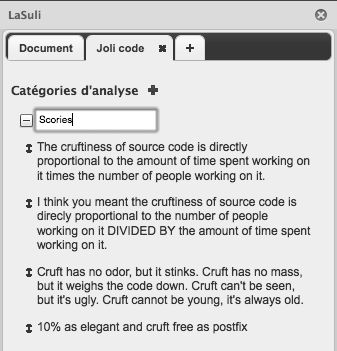 LaSuli
Document
Joli code
Catégories d'analyse
Scories
The cruftiness of source code is directly
proportional to the amount of time spent working on
it times the number of people working on it.
I think you meant the cruftiness of source code is
direcly proportional to the number of people
working on it DIVIDED BY the amount of time spent
working on it.
Cruft has no odor, but it stinks. Cruft has no mass,
but it weighs the code down. Cruft can't be seen,
but it's ugly. Cruft cannot be young, it's always old.
10% as elegant and cruft free as postfix